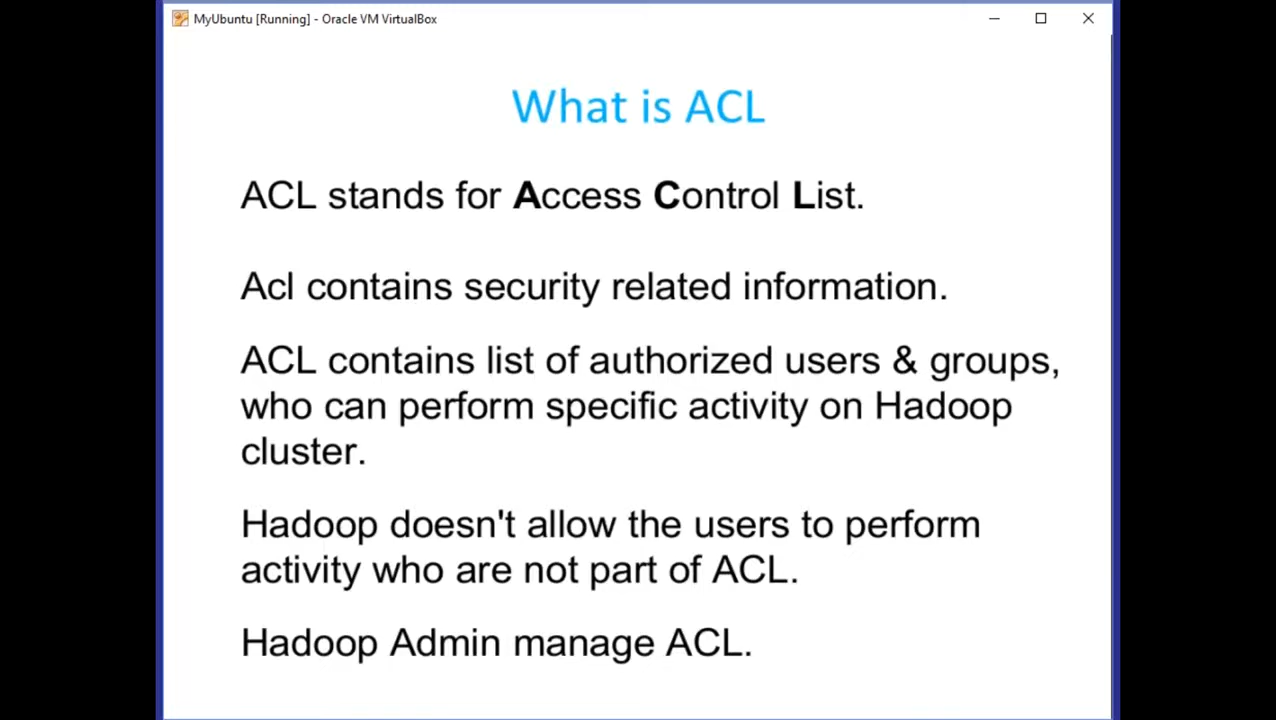 MyUbuntu [Running] - Oracle VM VirtualBox
What is ACL
ACL stands for Access Control List.
Acl contains security related information.
ACL contains list of authorized users & groups,
who can perform specific activity on Hadoop
cluster.
Hadoop doesn't allow the users to perform
activity who are not part of ACL.
Hadoop Admin manage ACL.